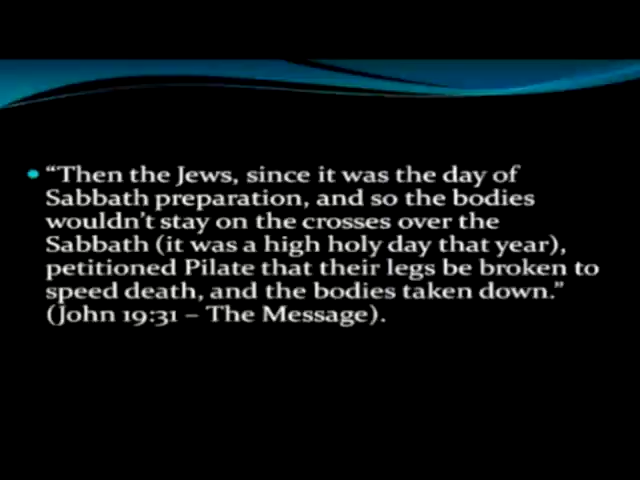 • “Then the Jews, since it was the day of
Sabbath preparation, and so the bodies
wouldn’t stay on the crosses over the
Sabbath (it was a high holy day that year),
petitioned Pilate that their legs be broken to
speed death, and the bodies taken down.”
(John 19:31 – The Message).